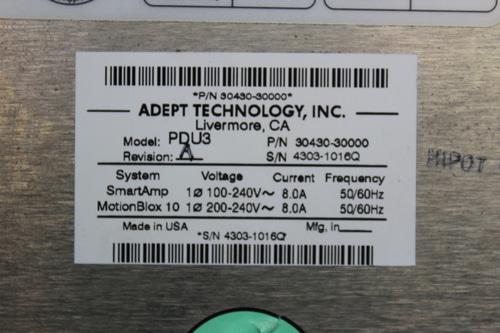 *P/N 30430-30000*
ADEPT TECHNOLOGY, INC.
Livermore, CA
Model: PDU3 P/N 30430-30000
Revision: A S/N 4303-1016Q
System Voltage Current Frequency
SmartAmp 1Ø 100-240V~ 8.0A 50/60Hz
MotionBlox 10 1Ø 200-240V~ 8.0A 50/60Hz
Made in USA Mfg. in
*S/N 4303-1016Q*
HIPOT